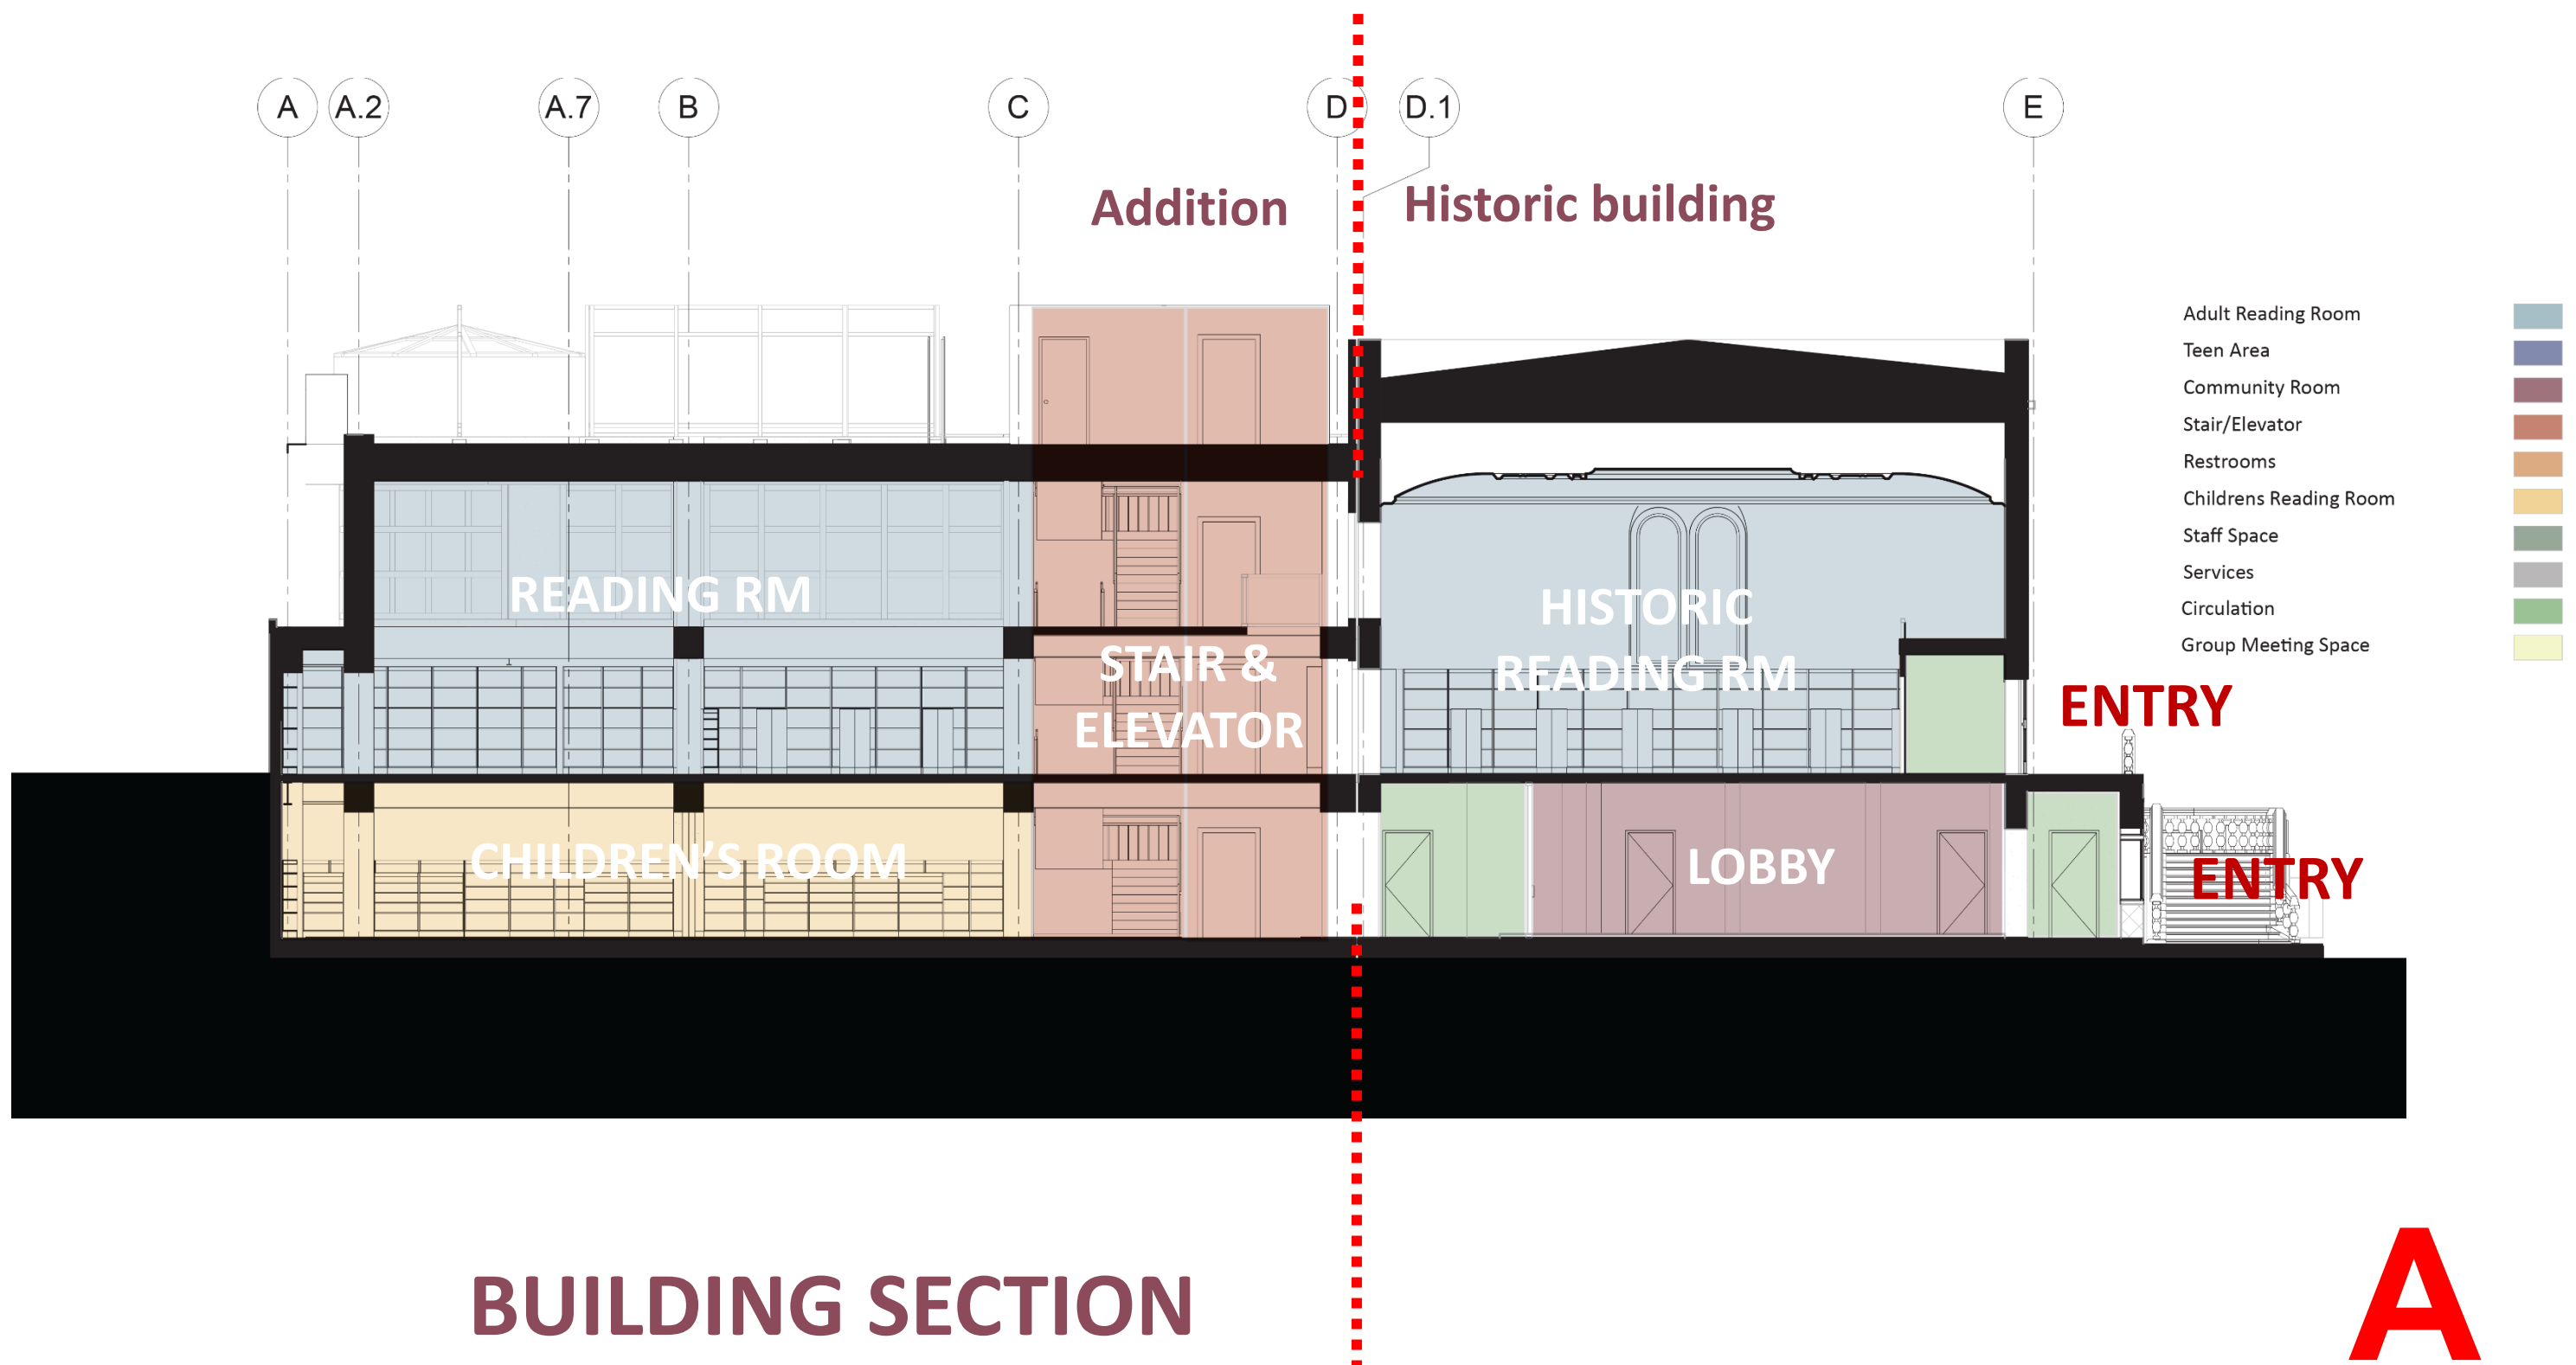 A
A.2
A.7
B
C
D
D.1
E
Addition
Historic building
Adult Reading Room
Teen Area
Community Room
Stair/Elevator
Restrooms
Childrens Reading Room
Staff Space
Services
Circulation
Group Meeting Space
READING RM
STAIR &
ELEVATOR
HISTORIC
READING RM
ENTRY
CHILDREN'S ROOM
LOBBY
ENTRY
BUILDING SECTION
A